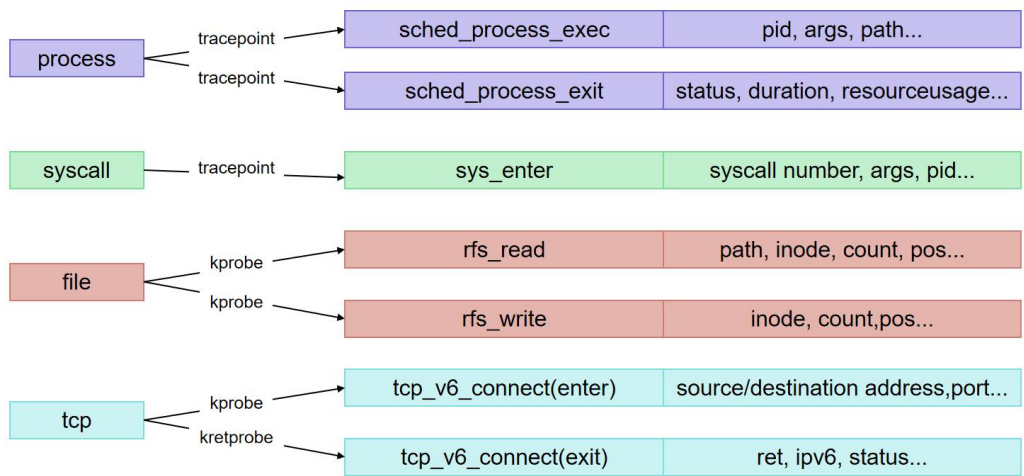 process
tracepoint
tracepoint
sched_process_exec
pid, args, path...
sched_process_exit
status, duration, resourceusage...
syscall
tracepoint
sys_enter
syscall number, args, pid...
file
kprobe
kprobe
rfs_read
path, inode, count, pos...
rfs_write
inode, count,pos...
tcp
kprobe
kretprobe
tcp_v6_connect(enter)
source/destination address,port...
tcp_v6_connect(exit)
ret, ipv6, status...